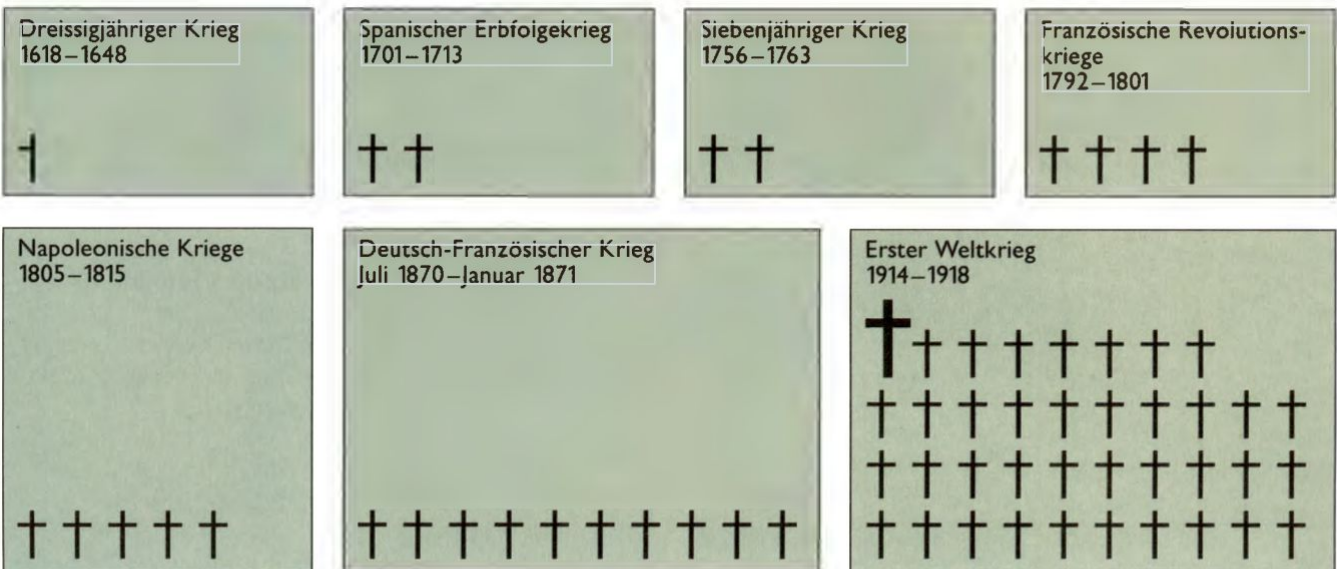 Dreissigjähriger Krieg
1618–1648
Spanischer Erbfolgekrieg
1701–1713
Siebenjähriger Krieg
1756–1763
Französische Revolutions-
kriege
1792–1801
Napoleonische Kriege
1805–1815
Deutsch-Französischer Krieg
Juli 1870–Januar 1871
Erster Weltkrieg
1914–1918